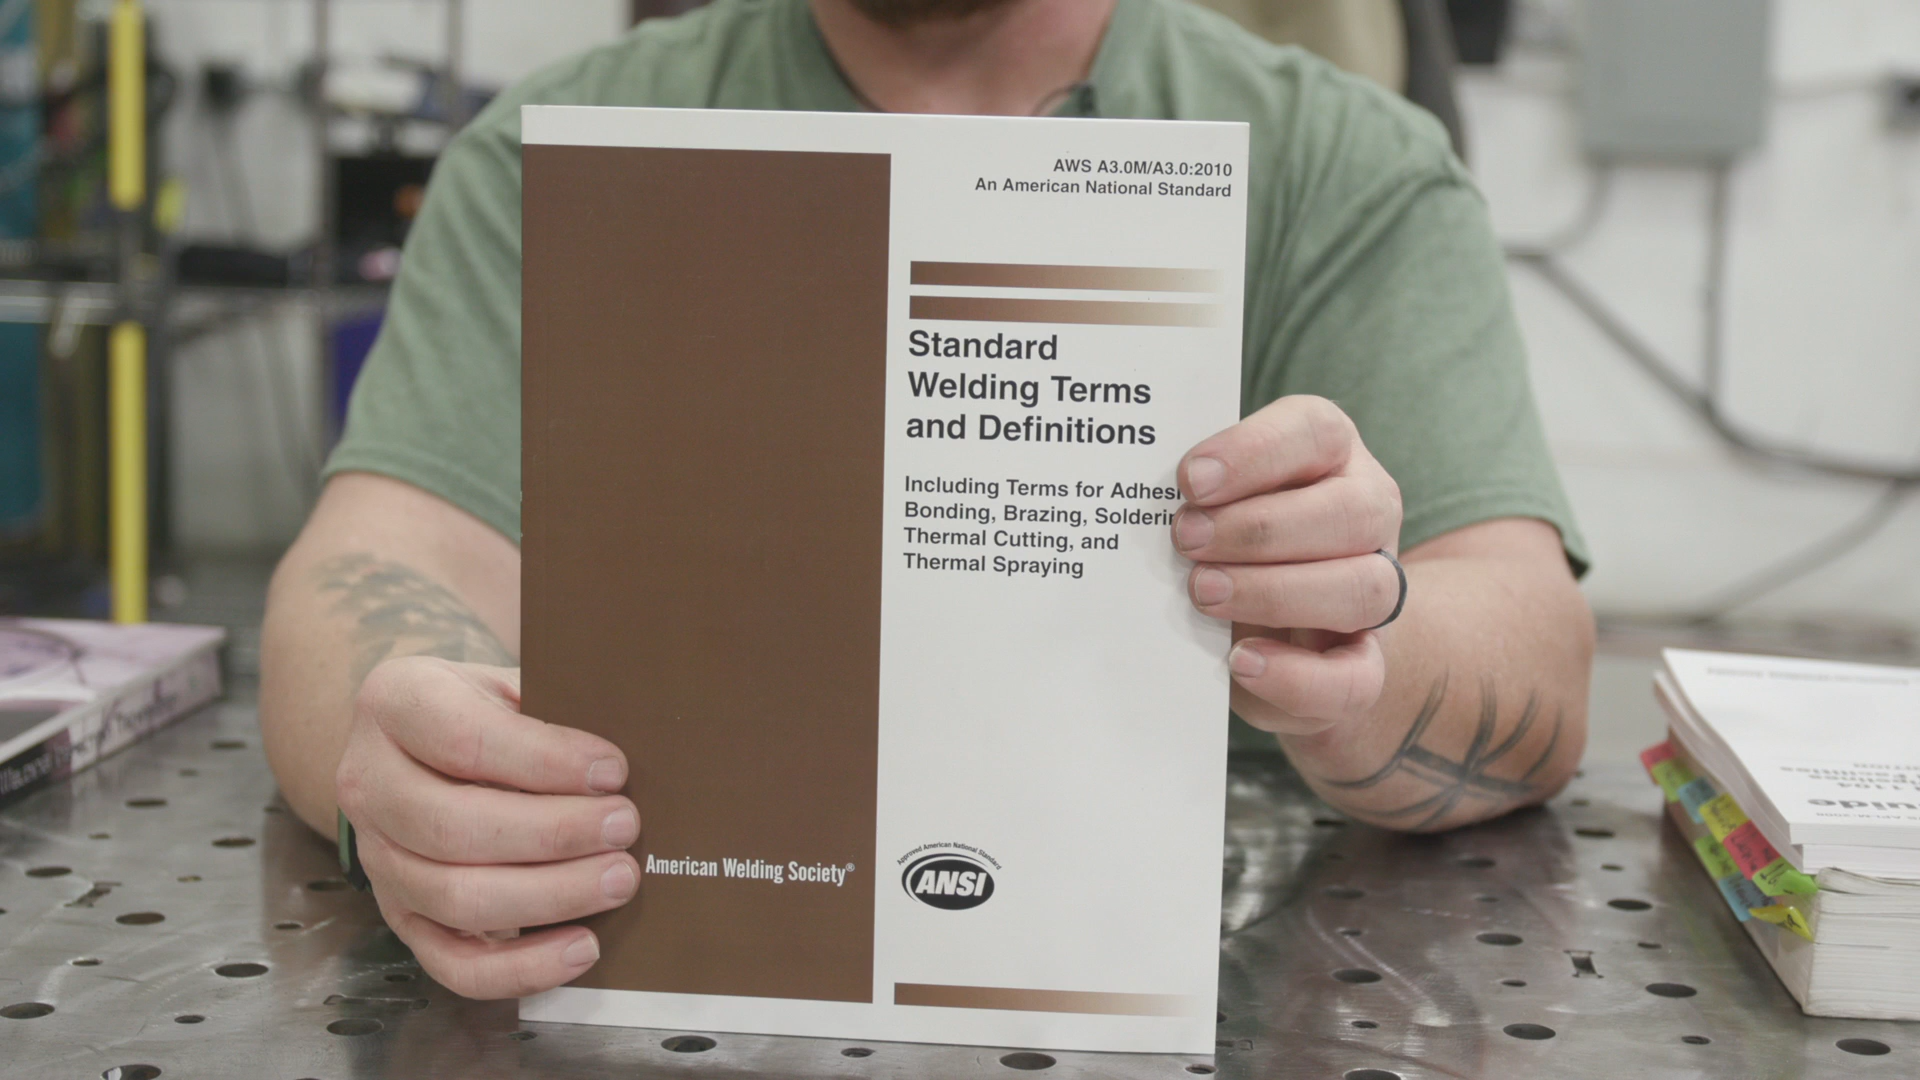 AWS A3.0M/A3.0:2010
An American National Standard
Standard
Welding Terms
and Definitions
Including Terms for Adhesi
Bonding, Brazing, Solderin
Thermal Cutting, and
Thermal Spraying
American Welding Society®
Approved American National Standard
ANSI